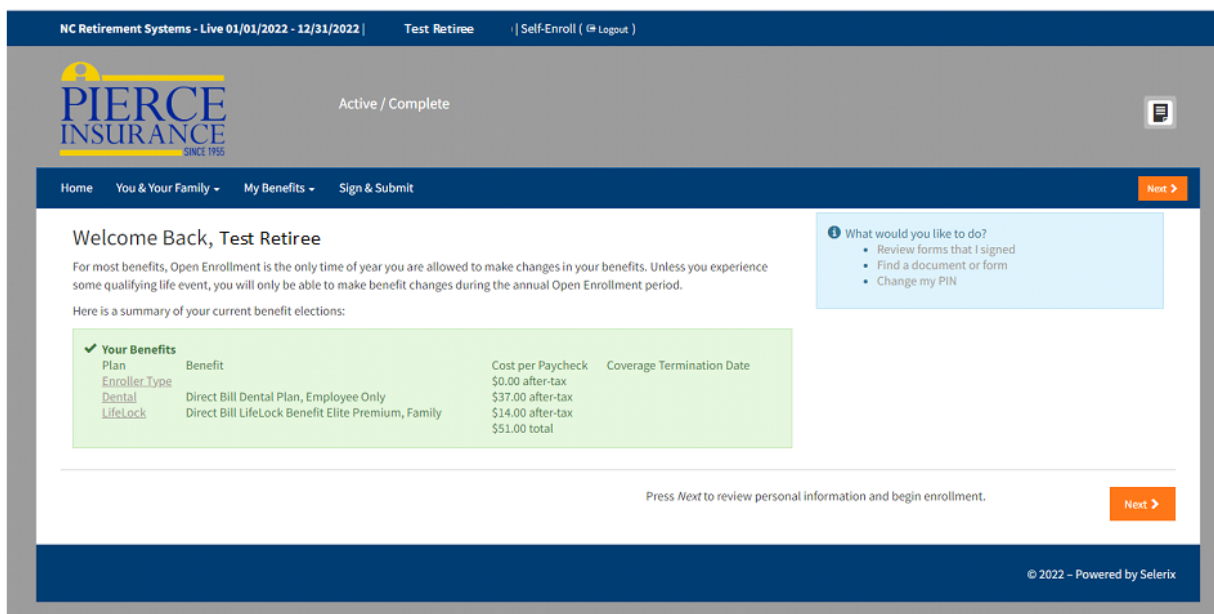 NC Retirement Systems - Live 01/01/2022 - 12/31/2022 | Test Retiree | Self-Enroll ( Logout )
PIERCE
INSURANCE
SINCE 1955
Active / Complete
Home You & Your Family My Benefits Sign & Submit Next
Welcome Back, Test Retiree
For most benefits, Open Enrollment is the only time of year you are allowed to make changes in your benefits. Unless you experience
some qualifying life event, you will only be able to make benefit changes during the annual Open Enrollment period.
Here is a summary of your current benefit elections:
Your Benefits
Plan Benefit Cost per Paycheck Coverage Termination Date
Enroller Type $0.00 after-tax
Dental Direct Bill Dental Plan, Employee Only $37.00 after-tax
LifeLock Direct Bill LifeLock Benefit Elite Premium, Family $14.00 after-tax
$51.00 total
What would you like to do?
• Review forms that I signed
• Find a document or form
• Change my PIN
Press Next to review personal information and begin enrollment.
Next
© 2022 – Powered by Selerix